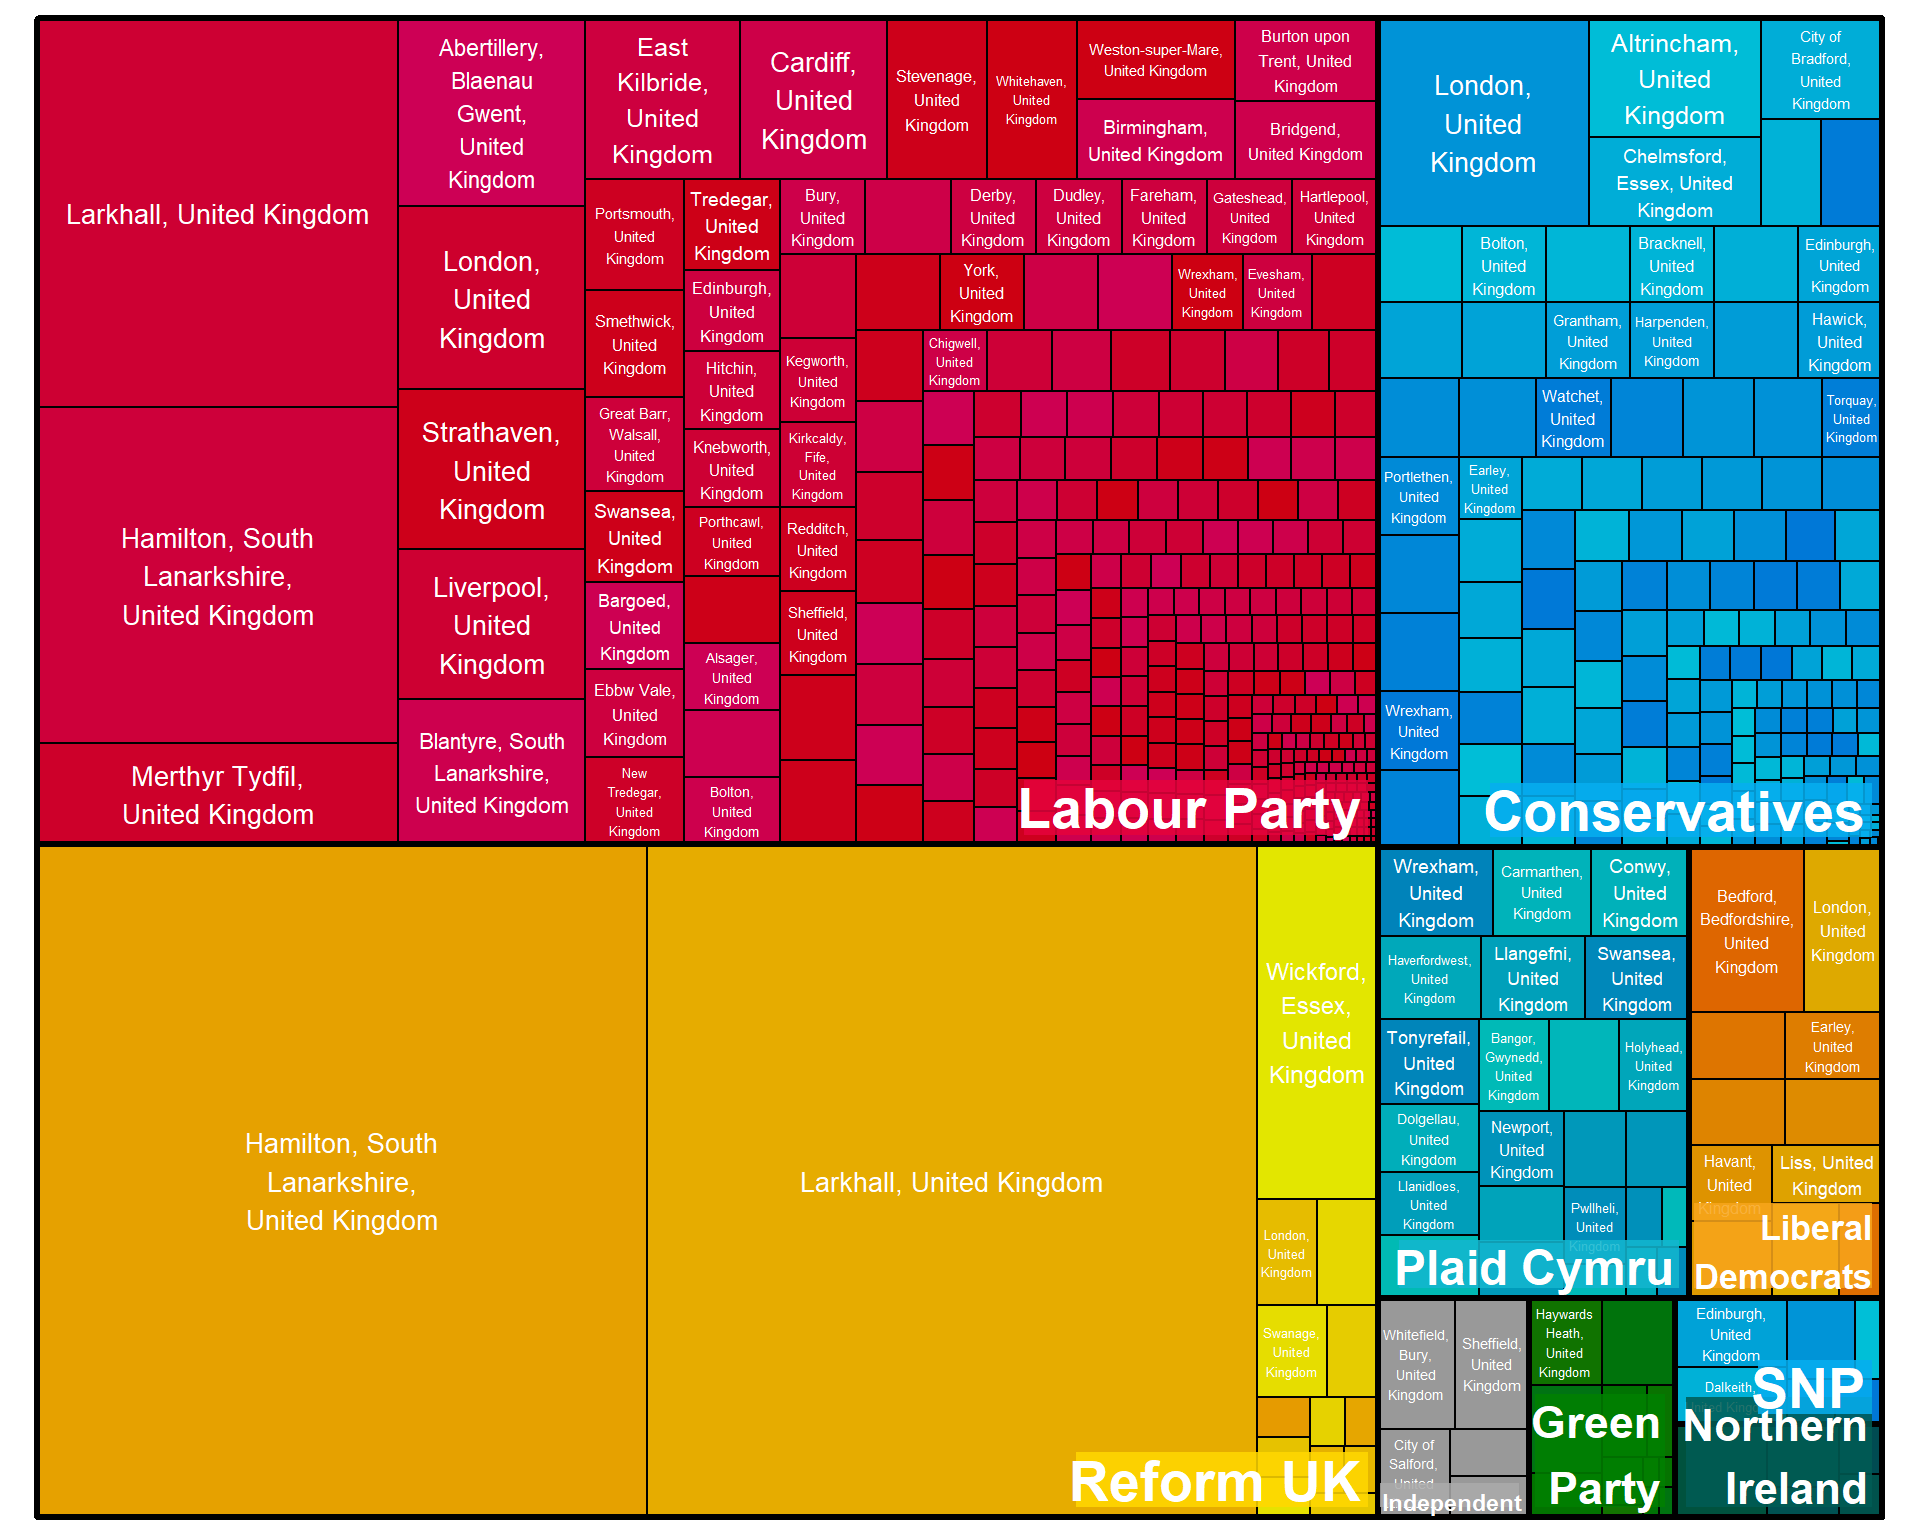 Larkhall, United Kingdom
Hamilton, South
Lanarkshire,
United Kingdom
Merthyr Tydfil,
United Kingdom
Abertillery,
Blaenau
Gwent,
United
Kingdom
London,
United
Kingdom
Strathaven,
United
Kingdom
Liverpool,
United
Kingdom
Blantyre, South
Lanarkshire,
United Kingdom
East
Kilbride,
United
Kingdom
Cardiff,
United
Kingdom
Stevenage,
United
Kingdom
Whitehaven,
United
Kingdom
Weston-super-Mare,
United Kingdom
Birmingham,
United Kingdom
Burton upon
Trent, United
Kingdom
Bridgend,
United Kingdom
Portsmouth,
United
Kingdom
Smethwick,
United
Kingdom
Great Barr,
Walsall,
United
Kingdom
Swansea,
United
Kingdom
Bargoed,
United
Kingdom
Ebbw Vale,
United
Kingdom
New
Tredegar,
United
Kingdom
Tredegar,
United
Kingdom
Edinburgh,
United
Kingdom
Hitchin,
United
Kingdom
Knebworth,
United
Kingdom
Porthcawl,
United
Kingdom
Alsager,
United
Kingdom
Bolton,
United
Kingdom
Bury,
United
Kingdom
Derby,
United
Kingdom
Dudley,
United
Kingdom
Fareham,
United
Kingdom
Gateshead,
United
Kingdom
Hartlepool,
United
Kingdom
York,
United
Kingdom
Wrexham,
United
Kingdom
Evesham,
United
Kingdom
Kegworth,
United
Kingdom
Chigwell,
United
Kingdom
Kirkcaldy,
Fife,
United
Kingdom
Redditch,
United
Kingdom
Sheffield,
United
Kingdom
Labour Party
London,
United
Kingdom
Altrincham,
United
Kingdom
Chelmsford,
Essex, United
Kingdom
City of
Bradford,
United
Kingdom
Bolton,
United
Kingdom
Bracknell,
United
Kingdom
Edinburgh,
United
Kingdom
Grantham,
United
Kingdom
Harpenden,
United
Kingdom
Hawick,
United
Kingdom
Watchet,
United
Kingdom
Torquay,
United
Kingdom
Portlethen,
United
Kingdom
Earley,
United
Kingdom
Wrexham,
United
Kingdom
Conservatives
Hamilton, South
Lanarkshire,
United Kingdom
Larkhall, United Kingdom
Wickford,
Essex,
United
Kingdom
London,
United
Kingdom
Swanage,
United
Kingdom
Reform UK
Wrexham,
United
Kingdom
Carmarthen,
United
Kingdom
Conwy,
United
Kingdom
Haverfordwest,
United
Kingdom
Llangefni,
United
Kingdom
Swansea,
United
Kingdom
Tonyrefail,
United
Kingdom
Bangor,
Gwynedd,
United
Kingdom
Holyhead,
United
Kingdom
Dolgellau,
United
Kingdom
Newport,
United
Kingdom
Llanidloes,
United
Kingdom
Pwllheli,
United
Kingdom
Plaid Cymru
Bedford,
Bedfordshire,
United
Kingdom
London,
United
Kingdom
Earley,
United
Kingdom
Havant,
United
Kingdom
Liss, United
Kingdom
Liberal
Democrats
Whitefield,
Bury,
United
Kingdom
Sheffield,
United
Kingdom
City of
Salford,
United
Independent
Haywards
Heath,
United
Kingdom
Green
Party
Edinburgh,
United
Kingdom
Dalkeith,
United Kingdom
SNP
Northern
Ireland